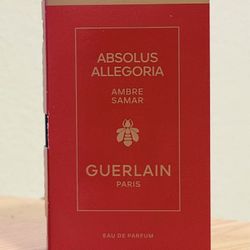 ABSOLUS
ALLEGORIA
AMBRE
SAMAR
GUERLAIN
PARIS
EAU DE PARFUM